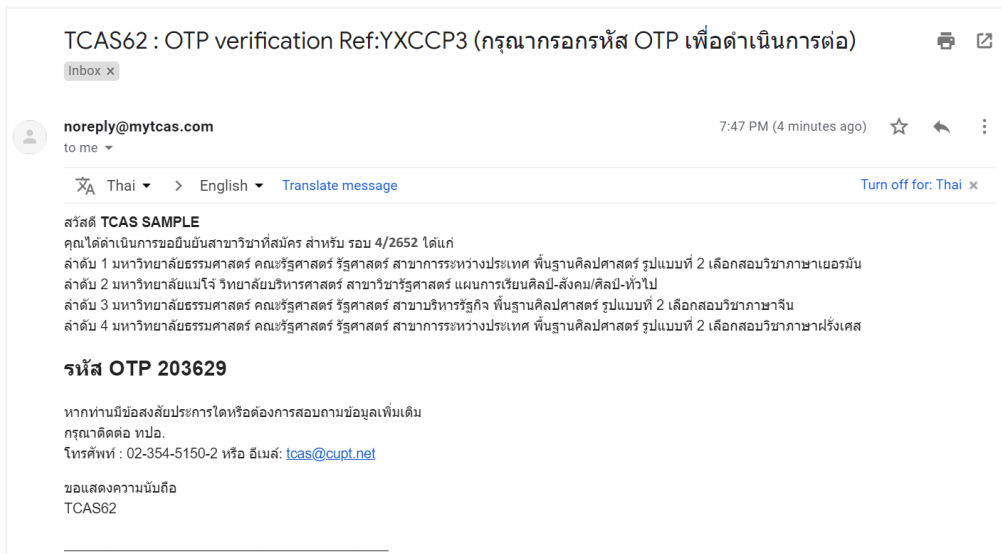 TCAS62 : OTP verification Ref:YXCCP3 (กรุณากรอกรหัส OTP เพื่อดำเนินการต่อ)
Inbox x
noreply@mytcas.com 7:47 PM (4 minutes ago)
to me
Thai > English Translate message Turn off for: Thai x
สวัสดี TCAS SAMPLE
คุณได้ดำเนินการขอยืนยันสาขาวิชาที่สมัคร สำหรับ รอบ 4/2652 ได้แก่
ลำดับ 1 มหาวิทยาลัยธรรมศาสตร์ คณะรัฐศาสตร์ รัฐศาสตร์ สาขาการระหว่างประเทศ พื้นฐานศิลปศาสตร์ รูปแบบที่ 2 เลือกสอบวิชาภาษาเยอรมัน
ลำดับ 2 มหาวิทยาลัยแม่โจ้ วิทยาลัยบริหารศาสตร์ สาขาวิชารัฐศาสตร์ แผนการเรียนศิลป์-สังคม/ศิลป์-ทั่วไป
ลำดับ 3 มหาวิทยาลัยธรรมศาสตร์ คณะรัฐศาสตร์ รัฐศาสตร์ สาขาบริหารรัฐกิจ พื้นฐานศิลปศาสตร์ รูปแบบที่ 2 เลือกสอบวิชาภาษาจีน
ลำดับ 4 มหาวิทยาลัยธรรมศาสตร์ คณะรัฐศาสตร์ รัฐศาสตร์ สาขาการระหว่างประเทศ พื้นฐานศิลปศาสตร์ รูปแบบที่ 2 เลือกสอบวิชาภาษาฝรั่งเศส
รหัส OTP 203629
หากท่านมีข้อสงสัยประการใดหรือต้องการสอบถามข้อมูลเพิ่มเติม
กรุณาติดต่อ ทปอ.
โทรศัพท์ : 02-354-5150-2 หรือ อีเมล์: tcas@cupt.net
ขอแสดงความนับถือ
TCAS62